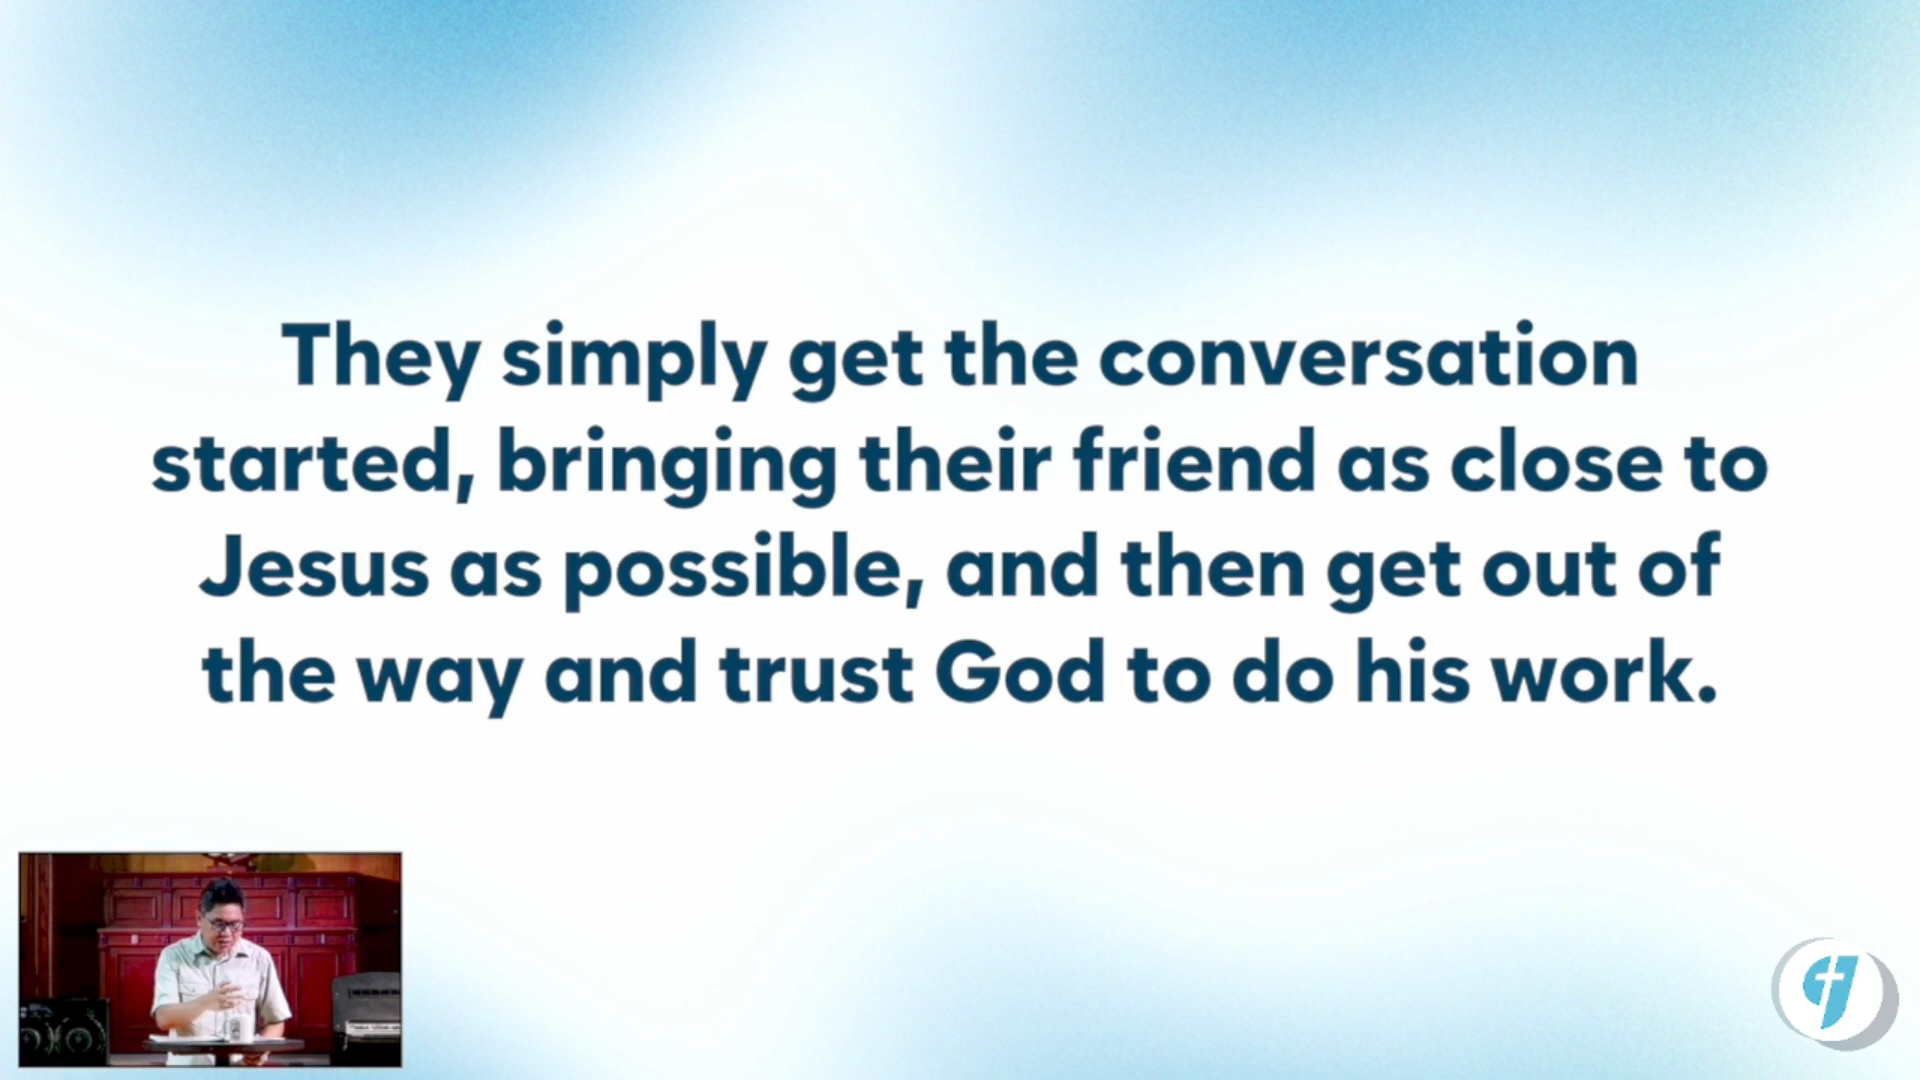 They simply get the conversation
started, bringing their friend as close to
Jesus as possible, and then get out of
the way and trust God to do his work.